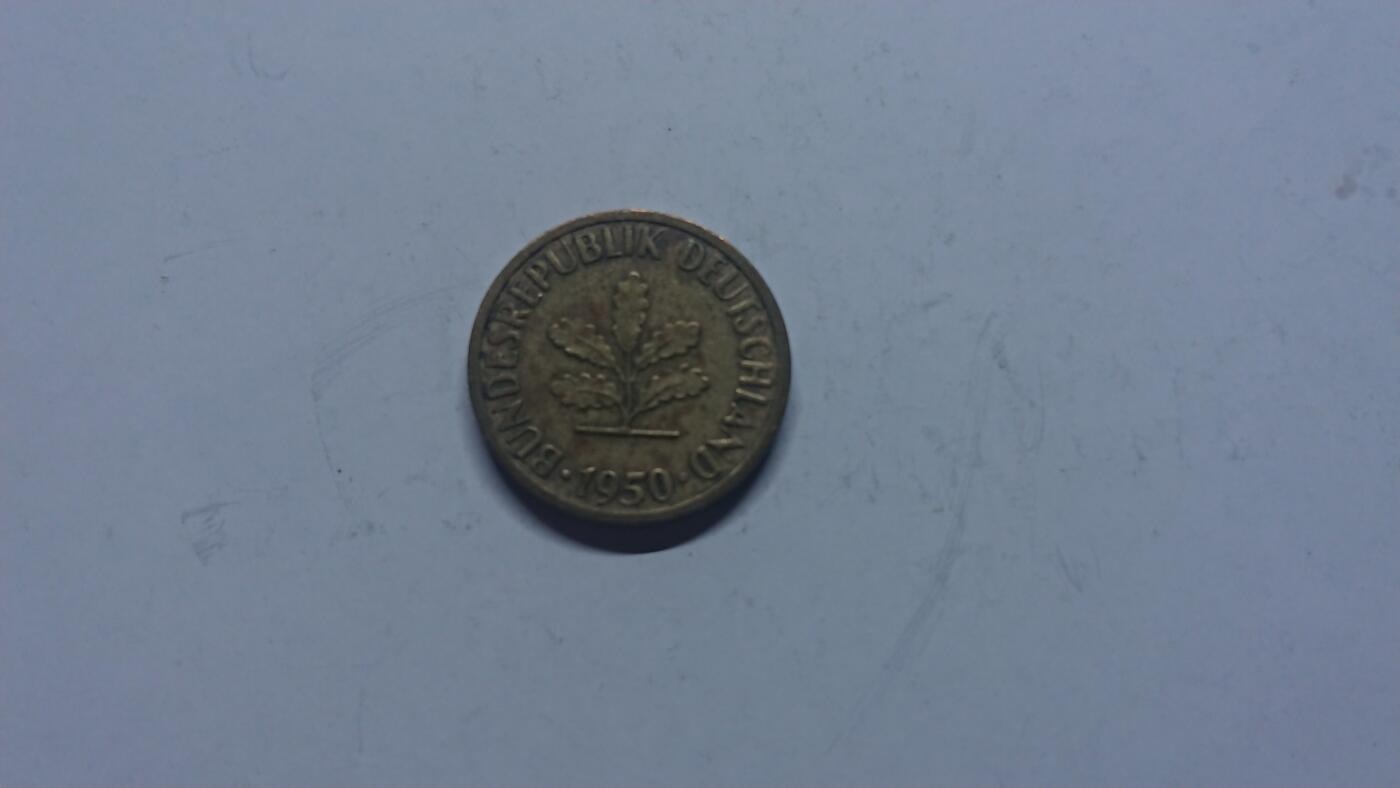 BUNDESREPUBLIK DEUTSCHLAND
·1950·